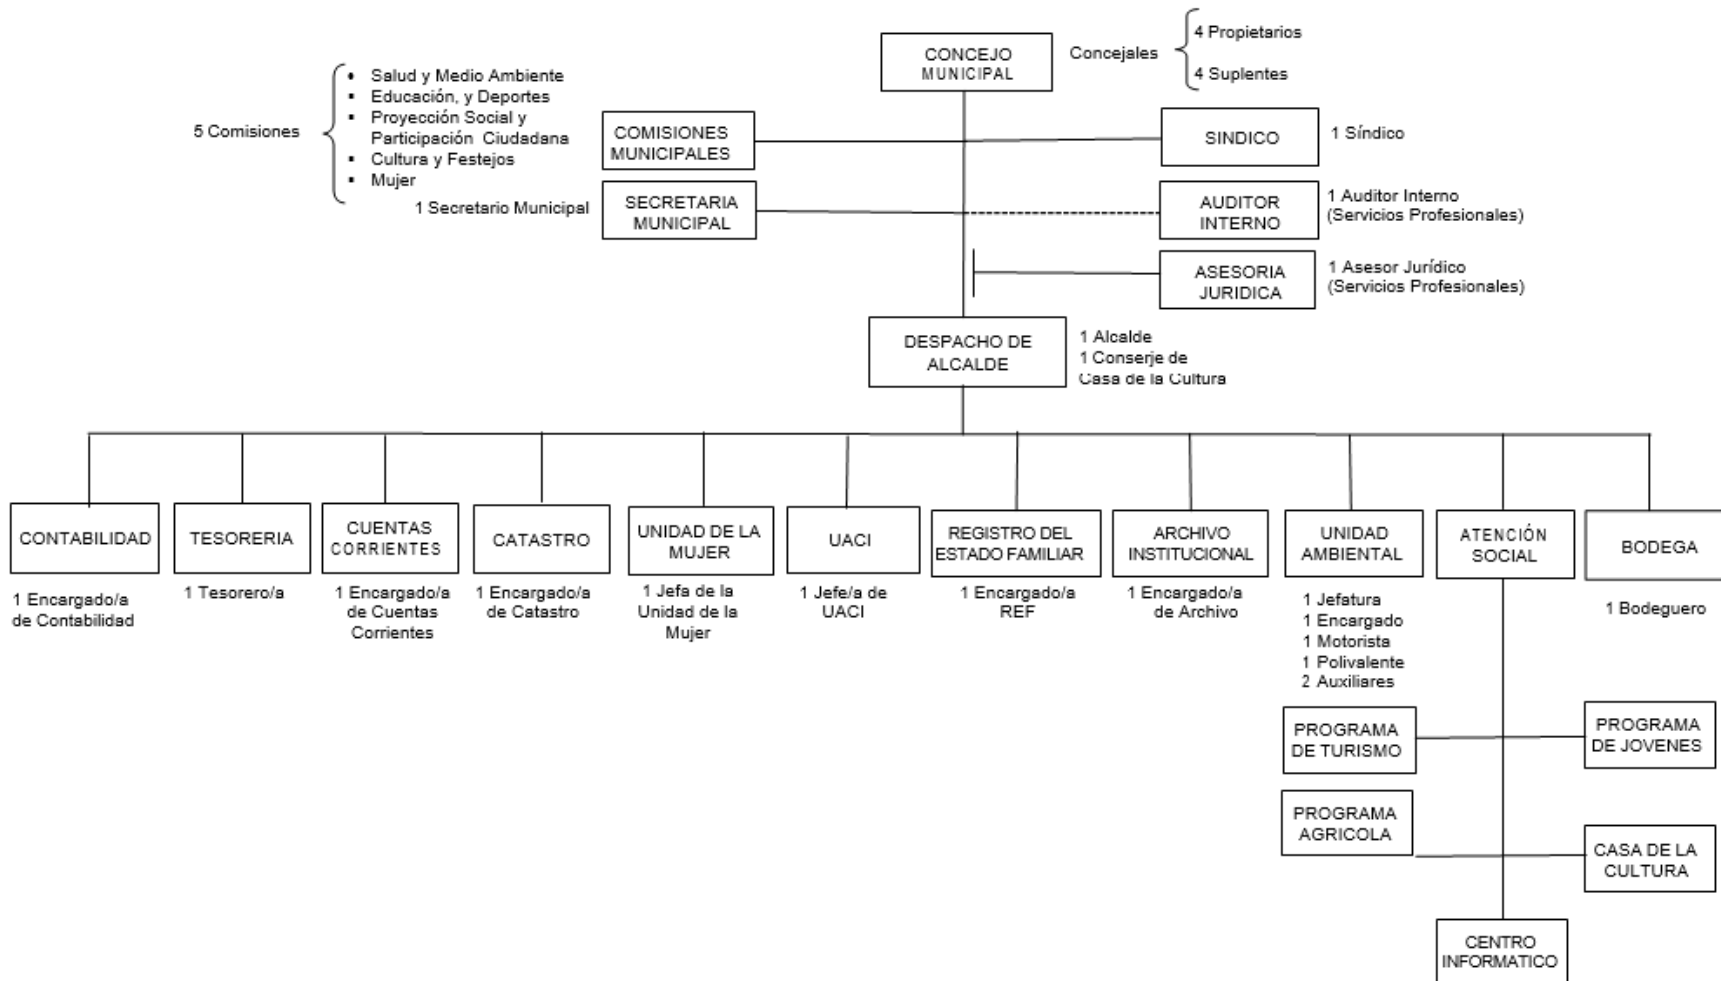 CONCEJO
MUNICIPAL
Concejales
4 Propietarios
4 Suplentes
5 Comisiones
• Salud y Medio Ambiente
▪ Educación, y Deportes
▪ Proyección Social y
Participación Ciudadana
▪ Cultura y Festejos
▪ Mujer
COMISIONES
MUNICIPALES
SINDICO
1 Síndico
1 Secretario Municipal
SECRETARIA
MUNICIPAL
AUDITOR
INTERNO
1 Auditor Interno
(Servicios Profesionales)
ASESORIA
JURIDICA
1 Asesor Jurídico
(Servicios Profesionales)
DESPACHO DE
ALCALDE
1 Alcalde
1 Conserje de
Casa de la Cultura
CONTABILIDAD
1 Encargado/a
de Contabilidad
TESORERIA
1 Tesorero/a
CUENTAS
CORRIENTES
1 Encargado/a
de Cuentas
Corrientes
CATASTRO
1 Encargado/a
de Catastro
UNIDAD DE LA
MUJER
1 Jefa de la
Unidad de la
Mujer
UACI
1 Jefe/a de
UACI
REGISTRO DEL
ESTADO FAMILIAR
1 Encargado/a
REF
ARCHIVO
INSTITUCIONAL
1 Encargado/a
de Archivo
UNIDAD
AMBIENTAL
1 Jefatura
1 Encargado
1 Motorista
1 Polivalente
2 Auxiliares
ATENCIÓN
SOCIAL
BODEGA
1 Bodeguero
PROGRAMA
DE TURISMO
PROGRAMA
DE JOVENES
PROGRAMA
AGRICOLA
CASA DE LA
CULTURA
CENTRO
INFORMATICO